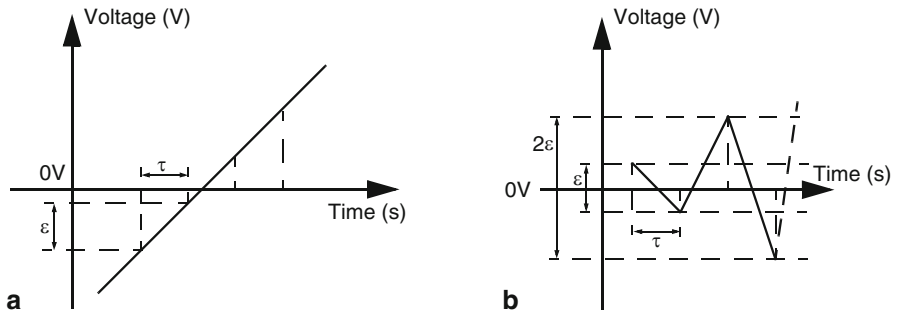 Voltage (V)
0V
τ
ε
Time (s)
a
Voltage (V)
2ε
ε
0V
Time (s)
τ
b